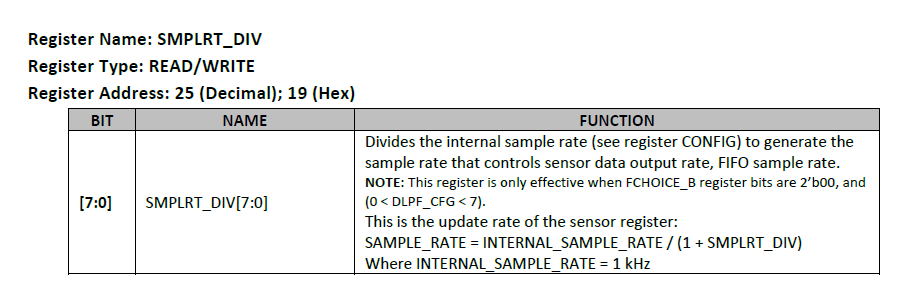 Register Name: SMPLRT_DIV
Register Type: READ/WRITE
Register Address: 25 (Decimal); 19 (Hex)
BIT NAME FUNCTION
[7:0] SMPLRT_DIV[7:0]
Divides the internal sample rate (see register CONFIG) to generate the
sample rate that controls sensor data output rate, FIFO sample rate.
NOTE: This register is only effective when FCHOICE_B register bits are 2'b00, and
(0 < DLPF_CFG < 7).
This is the update rate of the sensor register:
SAMPLE_RATE = INTERNAL_SAMPLE_RATE / (1 + SMPLRT_DIV)
Where INTERNAL_SAMPLE_RATE = 1 kHz